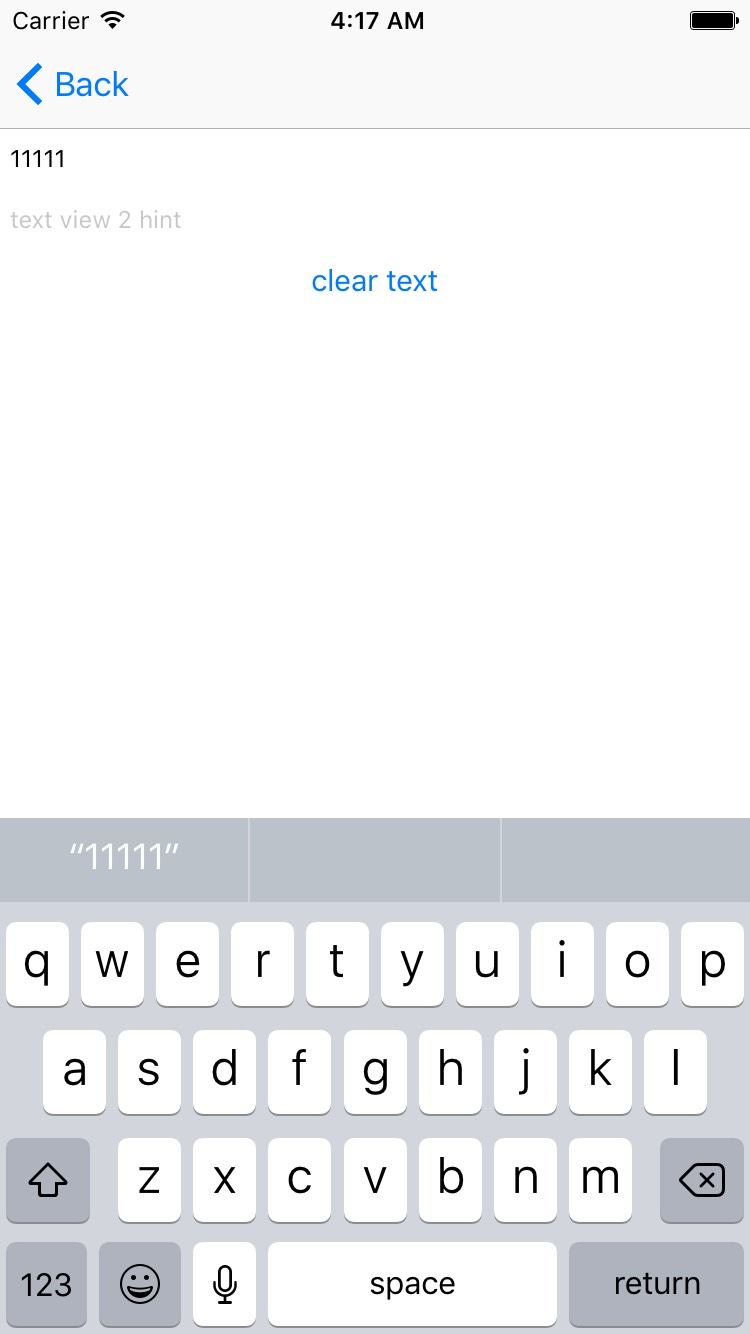 Carrier 4:17 AM
Back
11111
text view 2 hint
clear text
“11111”
q w e r t y u i o p
a s d f g h j k l
z x c v b n m
123 space return